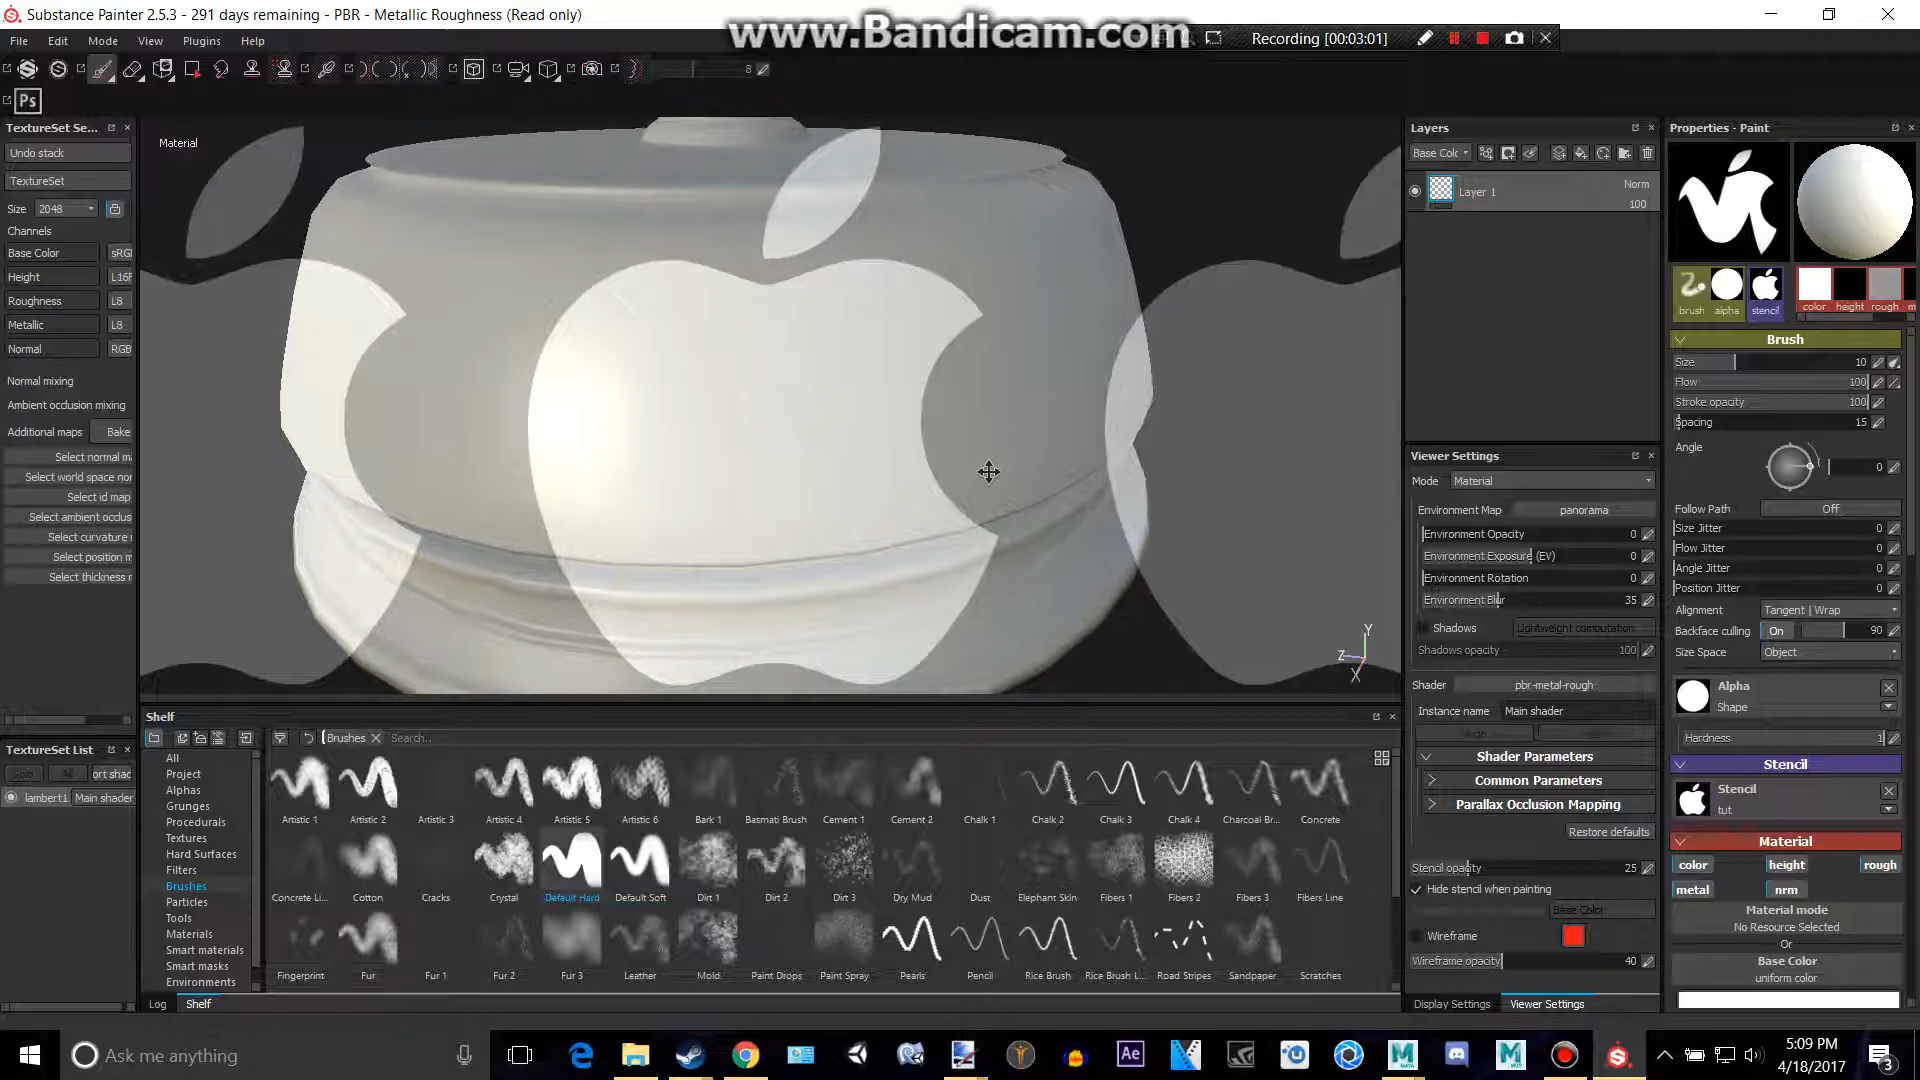 Substance Painter 2.5.3 - 291 days remaining - PBR - Metallic Roughness (Read only)
www.Bandicam.com
Recording [00:03:01]
File Edit Mode View Plugins Help
8
Ps
TextureSet Se...
Undo stack
TextureSet
Size 2048
Channels
Base Color sRG
Height L16F
Roughness L8
Metallic L8
Normal RGB
Normal mixing
Ambient occlusion mixing
Additional maps Bake
Select normal ma
Select world space nor
Select id map
Select ambient occlus
Select curvature
Select position m
Select thickness m
TextureSet List
ort shad
lambert1 Main shader
Material
Y
Z
X
Shelf
Brushes Search..
All
Project
Alphas
Grunges
Procedurals
Textures
Hard Surfaces
Filters
Brushes
Particles
Tools
Materials
Smart materials
Smart masks
Environments
Artistic 1 Artistic 2 Artistic 3 Artistic 4 Artistic 5 Artistic 6 Bark 1 Basmati Brush Cement 1 Cement 2 Chalk 1 Chalk 2 Chalk 3 Chalk 4 Charcoal Br... Concrete
Concrete Li... Cotton Cracks Crystal Default Hard Default Soft Dirt 1 Dirt 2 Dirt 3 Dry Mud Dust Elephant Skin Fibers 1 Fibers 2 Fibers 3 Fibers Line
Fingerprint Fur Fur 1 Fur 2 Fur 3 Leather Mold Paint Drops Paint Spray Pearls Pencil Rice Brush Rice Brush L... Road Stripes Sandpaper Scratches
Log Shelf
Layers
Base Colc
Layer 1 Norm
100
Viewer Settings
Mode Material
Environment Map panorama
Environment Opacity 0
Environment Exposure (EV) 0
Environment Rotation 0
Environment Blur 35
Shadows Lightweight computation
Shadows opacity 100
Shader pbr-metal-rough
Instance name Main shader
Shader Parameters
Common Parameters
Parallax Occlusion Mapping
Restore defaults
Stencil opacity 25
Hide stencil when painting
Base Color
Wireframe
Wireframe opacity 40
Display Settings Viewer Settings
Properties - Paint
brush alpha stencil color height rough m
Brush
Size 10
Flow 100
Stroke opacity 100
Spacing 15
Angle 0
Follow Path Off
Size Jitter 0
Flow Jitter 0
Angle Jitter 0
Position Jitter 0
Alignment Tangent | Wrap
Backface culling On 90
Size Space Object
Alpha
Shape
Hardness 1
Stencil
Stencil
tut
Material
color height rough
metal nrm
Material mode
No Resource Selected
Or
Base Color
uniform color
Ask me anything
Ae
5:09 PM
4/18/2017
3